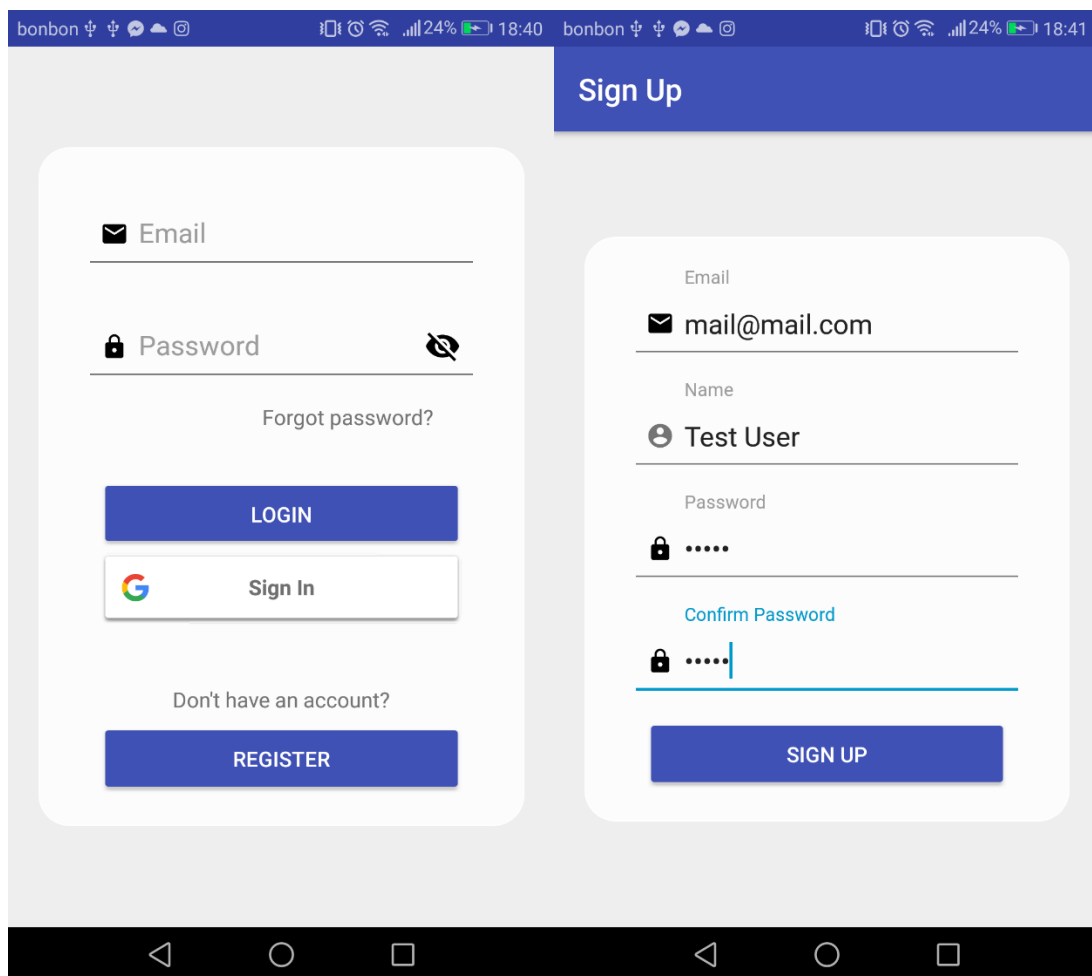 bonbon 24% 18:40
Email
Password
Forgot password?
LOGIN
Sign In
Don't have an account?
REGISTER
bonbon 24% 18:41
Sign Up
Email
mail@mail.com
Name
Test User
Password
•••••
Confirm Password
•••••
SIGN UP